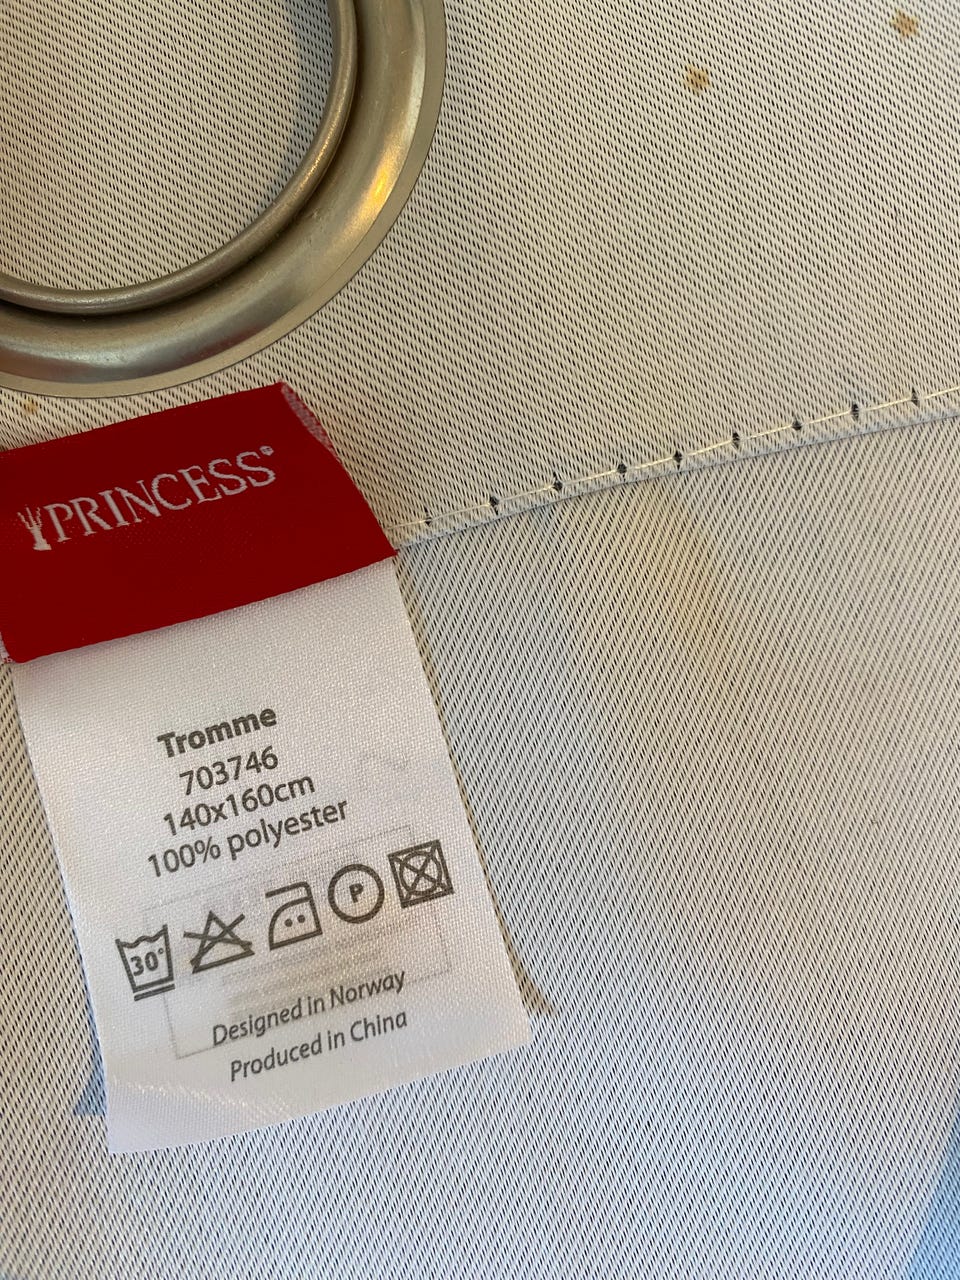 PRINCESS®
Tromme
703746
140x160cm
100% polyester
30° P
Designed in Norway
Produced in China